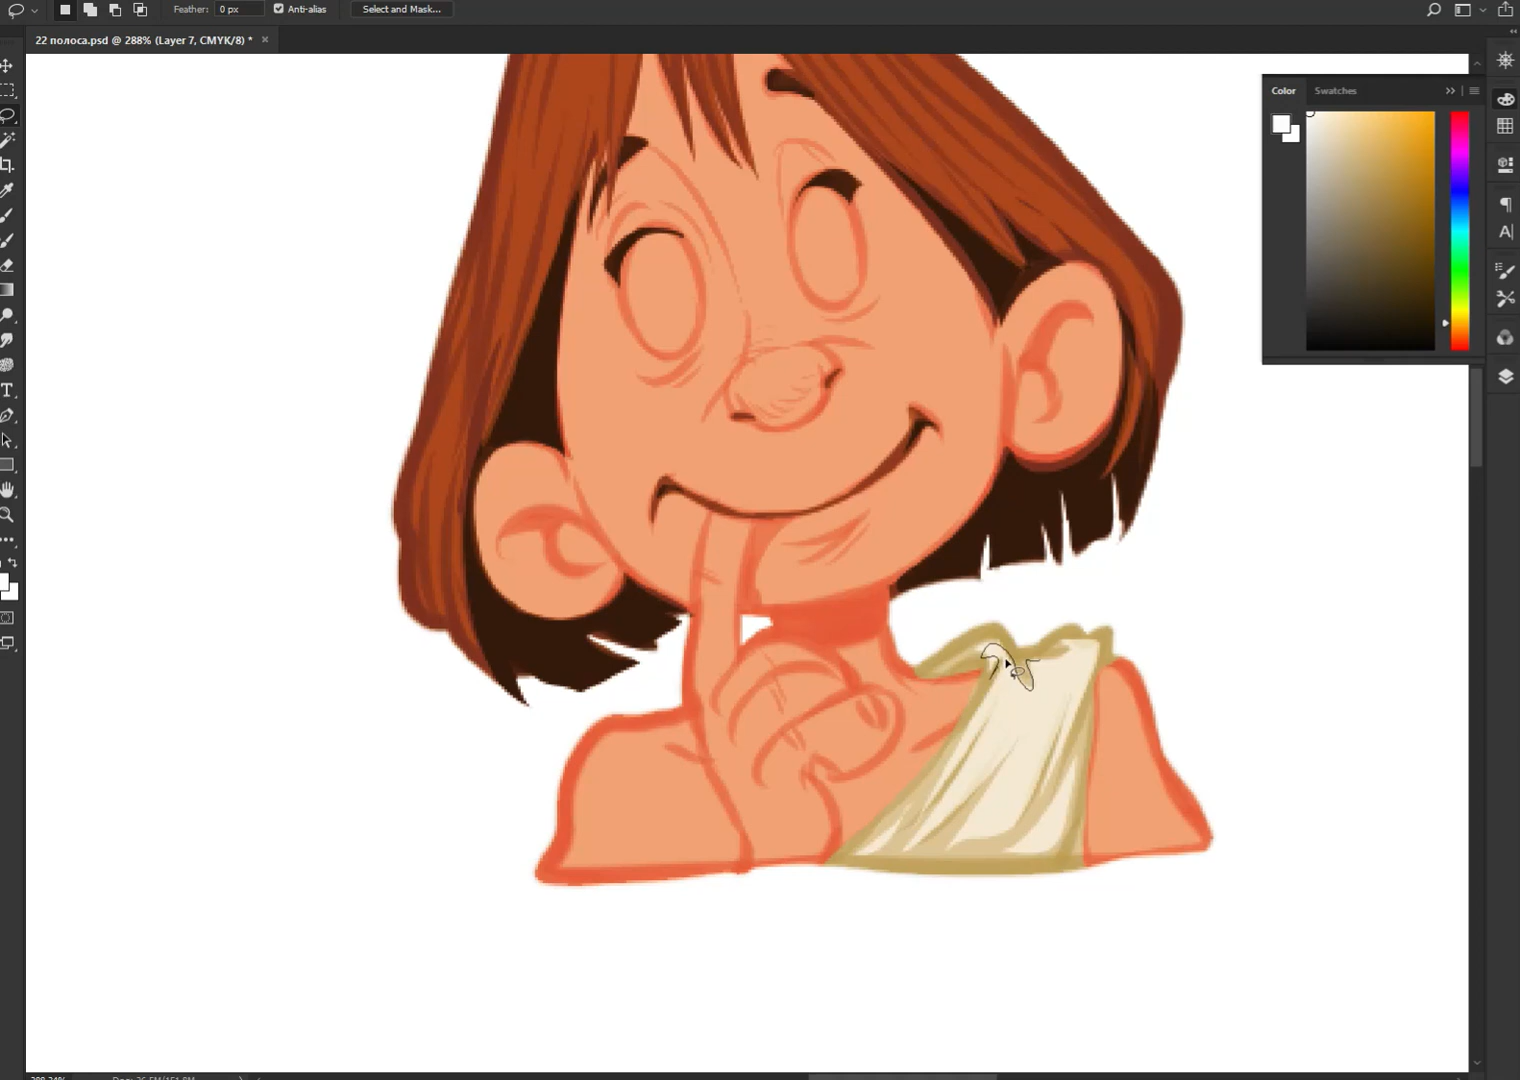 Feather: 0 px Anti-alias Select and Mask...
22 полоса.psd @ 288% (Layer 7, CMYK/8) * ×
Color Swatches